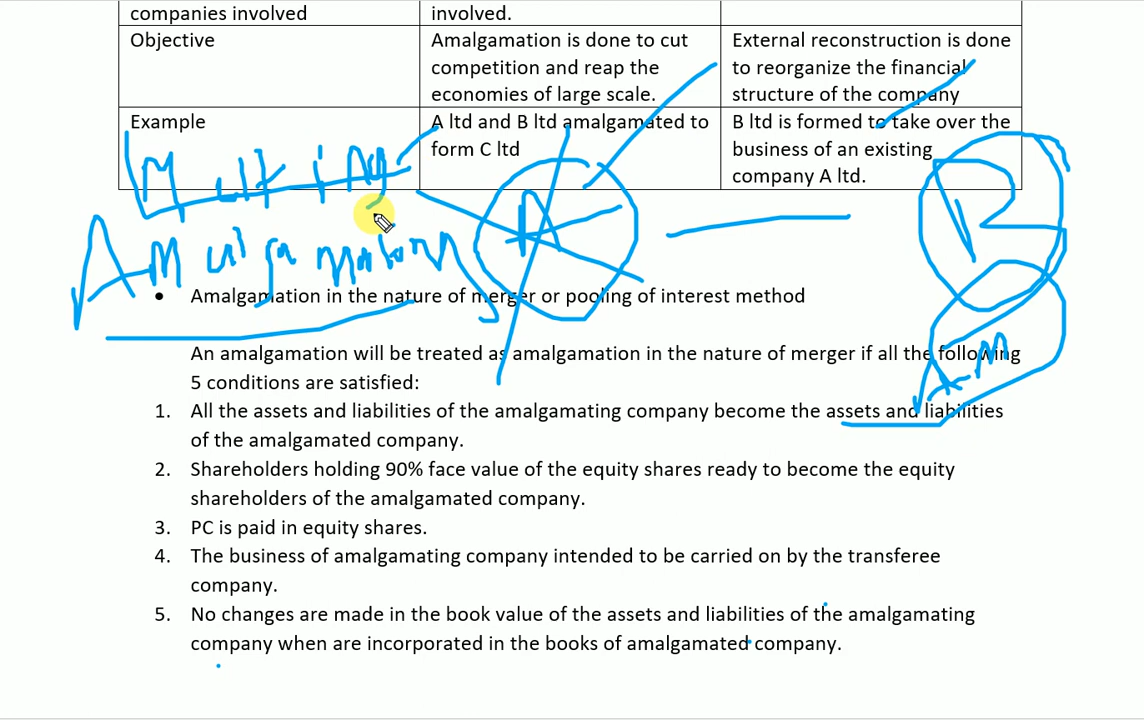 companies involved
involved.
Objective
Amalgamation is done to cut
competition and reap the
economies of large scale.
External reconstruction is done
to reorganize the financial
structure of the company
Example
A ltd and B ltd amalgamated to
form C ltd
B ltd is formed to take over the
business of an existing
company A ltd.
A
B
• Amalgamation in the nature of merger or pooling of interest method
An amalgamation will be treated as amalgamation in the nature of merger if all the following
5 conditions are satisfied:
1. All the assets and liabilities of the amalgamating company become the assets and liabilities
of the amalgamated company.
2. Shareholders holding 90% face value of the equity shares ready to become the equity
shareholders of the amalgamated company.
3. PC is paid in equity shares.
4. The business of amalgamating company intended to be carried on by the transferee
company.
5. No changes are made in the book value of the assets and liabilities of the amalgamating
company when are incorporated in the books of amalgamated company.